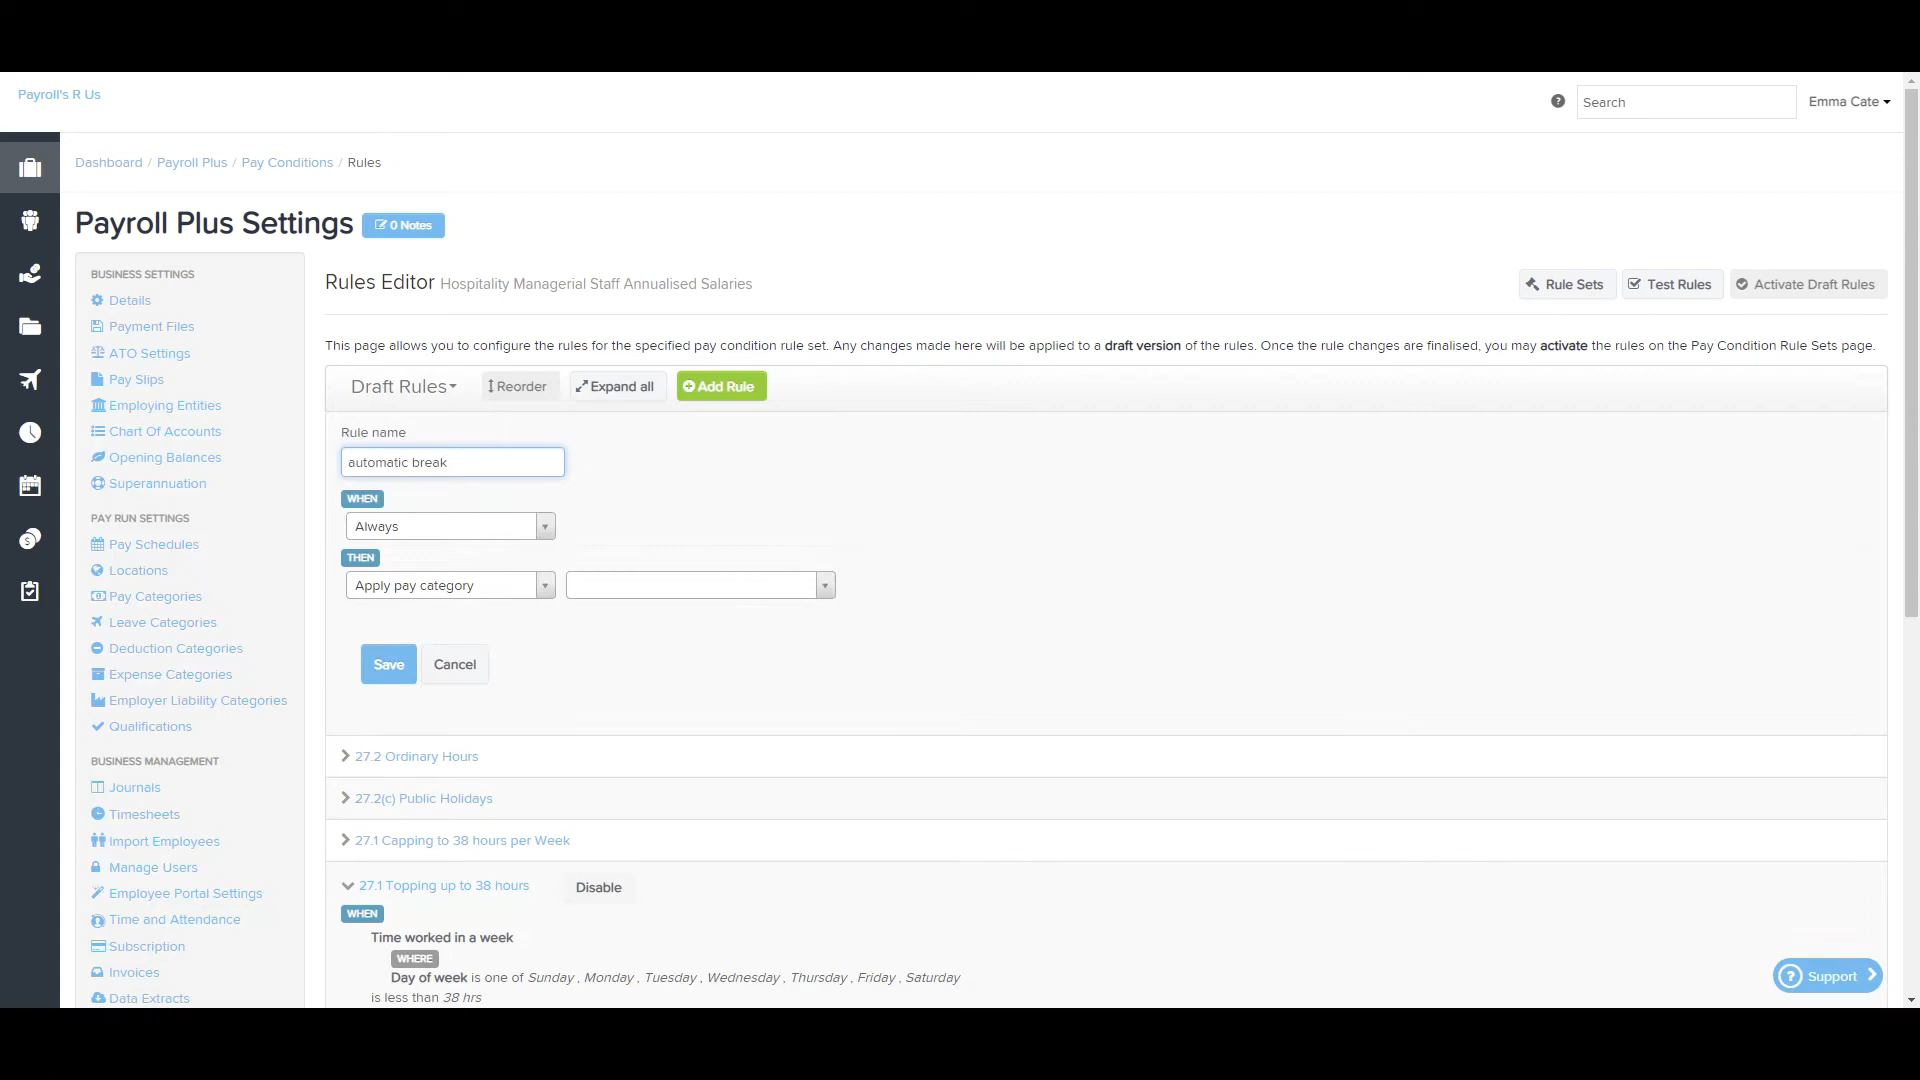 Payroll's R Us
?
Search
Emma Cate
Dashboard / Payroll Plus / Pay Conditions / Rules
Payroll Plus Settings
0 Notes
BUSINESS SETTINGS
Details
Payment Files
ATO Settings
Pay Slips
Employing Entities
Chart Of Accounts
Opening Balances
Superannuation
PAY RUN SETTINGS
Pay Schedules
Locations
Pay Categories
Leave Categories
Deduction Categories
Expense Categories
Employer Liability Categories
Qualifications
BUSINESS MANAGEMENT
Journals
Timesheets
Import Employees
Manage Users
Employee Portal Settings
Time and Attendance
Subscription
Invoices
Data Extracts
Rules Editor Hospitality Managerial Staff Annualised Salaries
Rule Sets
Test Rules
Activate Draft Rules
This page allows you to configure the rules for the specified pay condition rule set. Any changes made here will be applied to a draft version of the rules. Once the rule changes are finalised, you may activate the rules on the Pay Condition Rule Sets page.
Draft Rules
Reorder
Expand all
Add Rule
Rule name
automatic break
WHEN
Always
THEN
Apply pay category
Save
Cancel
27.2 Ordinary Hours
27.2(c) Public Holidays
27.1 Capping to 38 hours per Week
27.1 Topping up to 38 hours
Disable
WHEN
Time worked in a week
WHERE
Day of week is one of Sunday , Monday , Tuesday , Wednesday , Thursday , Friday , Saturday
is less than 38 hrs
? Support